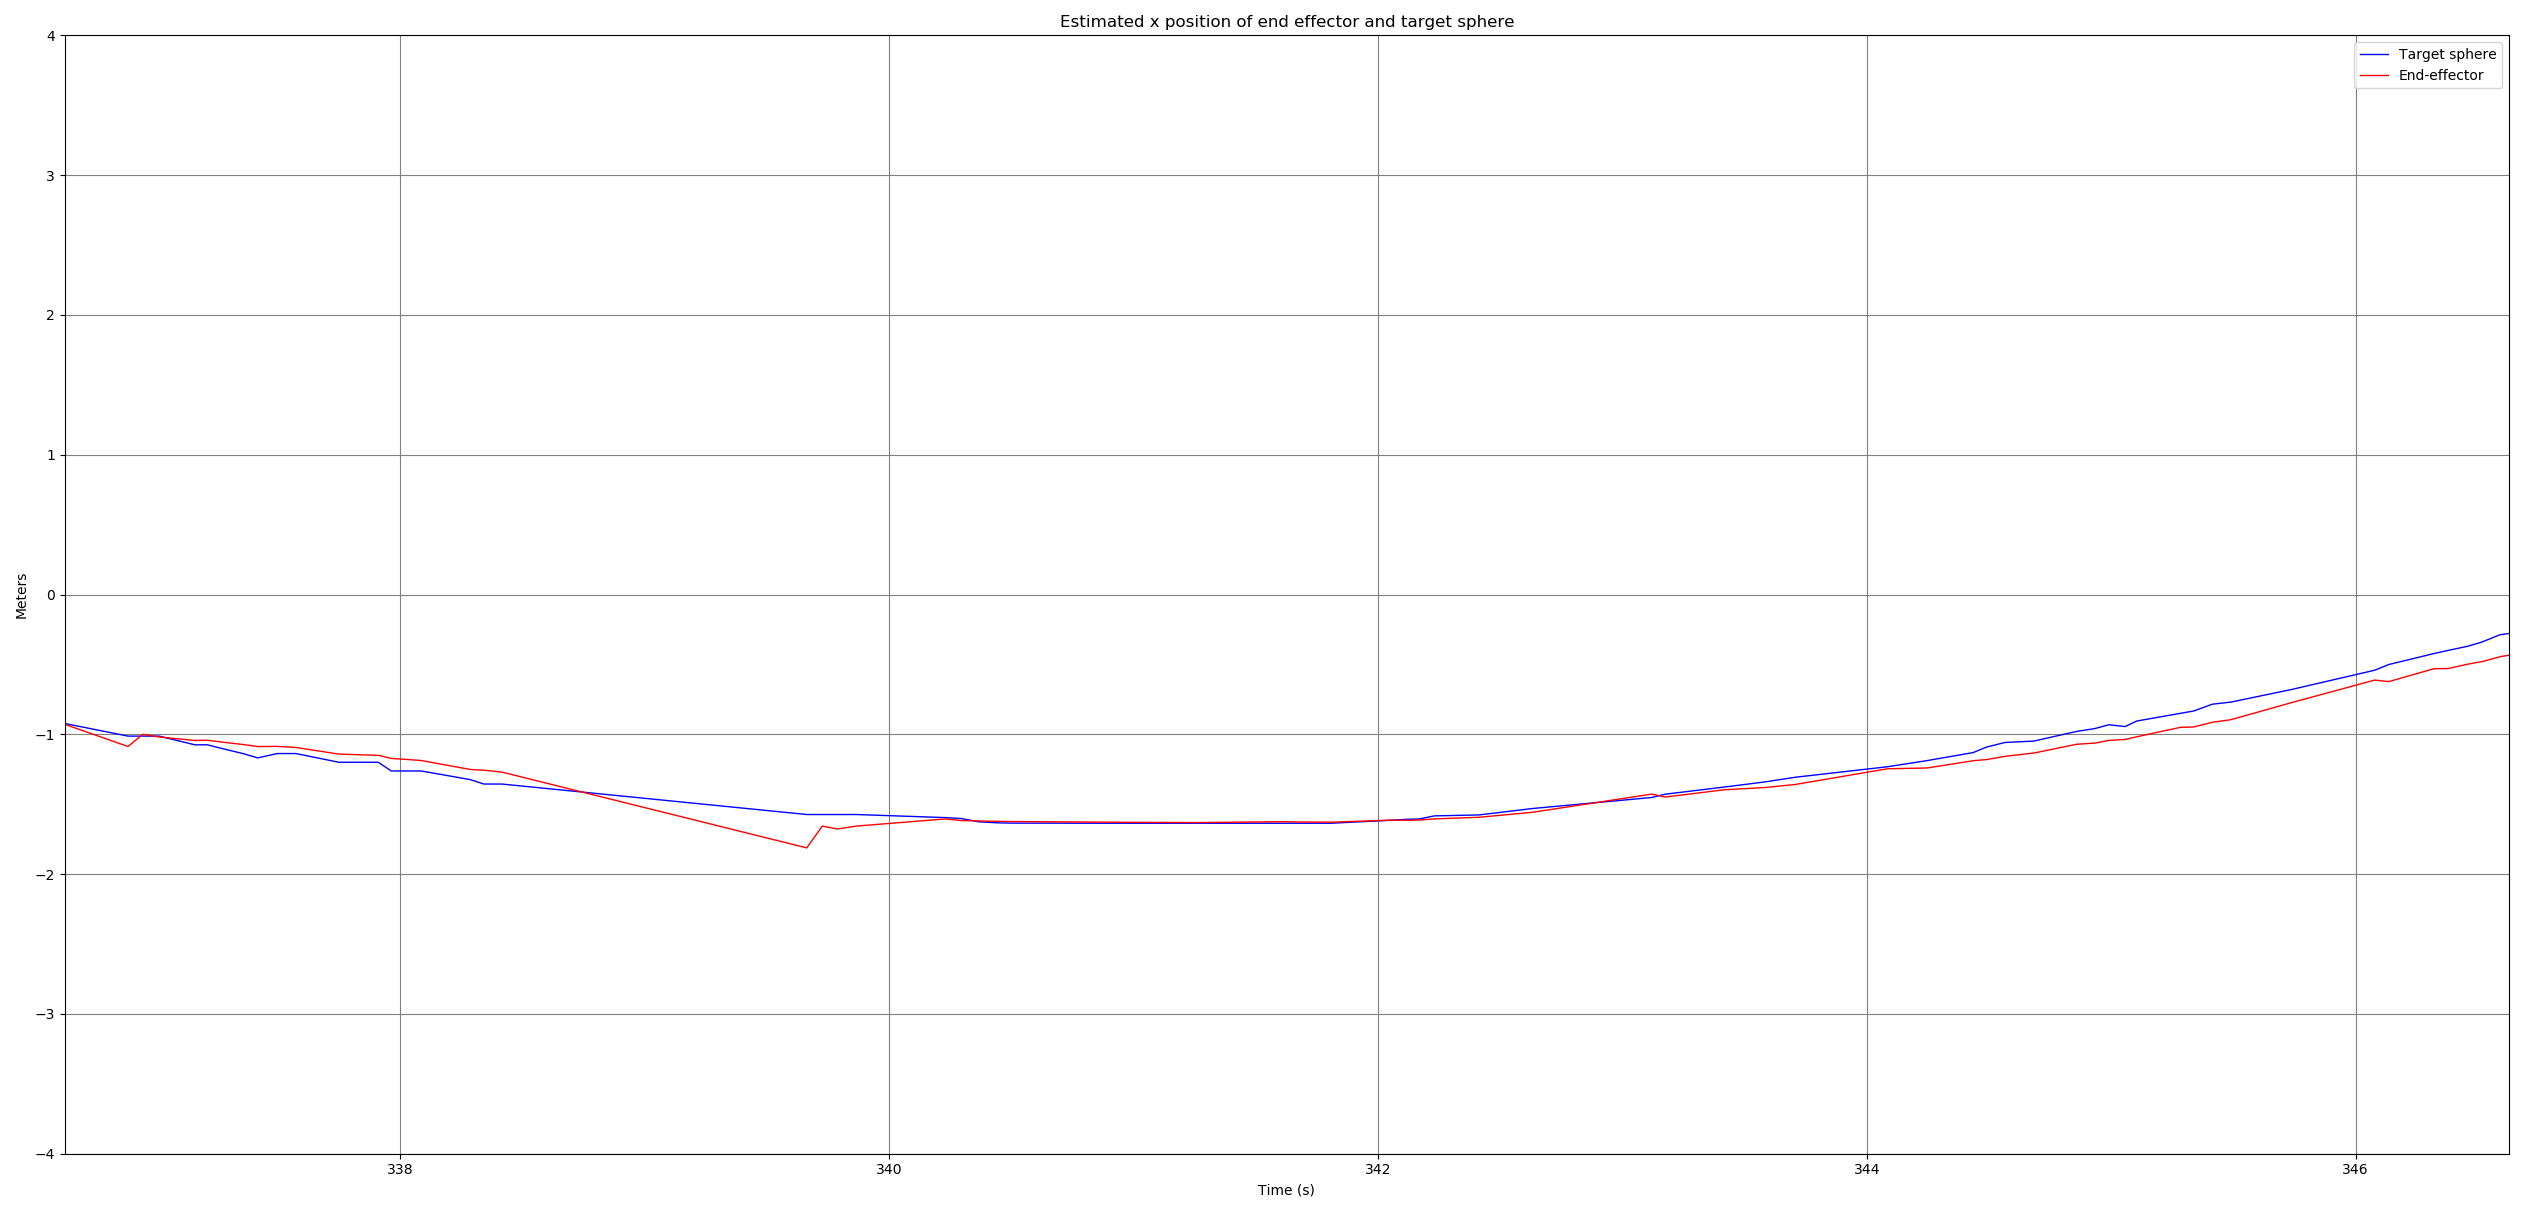 Estimated x position of end effector and target sphere
Target sphere
End-effector
4
3
2
1
0
−1
−2
−3
−4
Meters
338 340 342 344 346
Time (s)